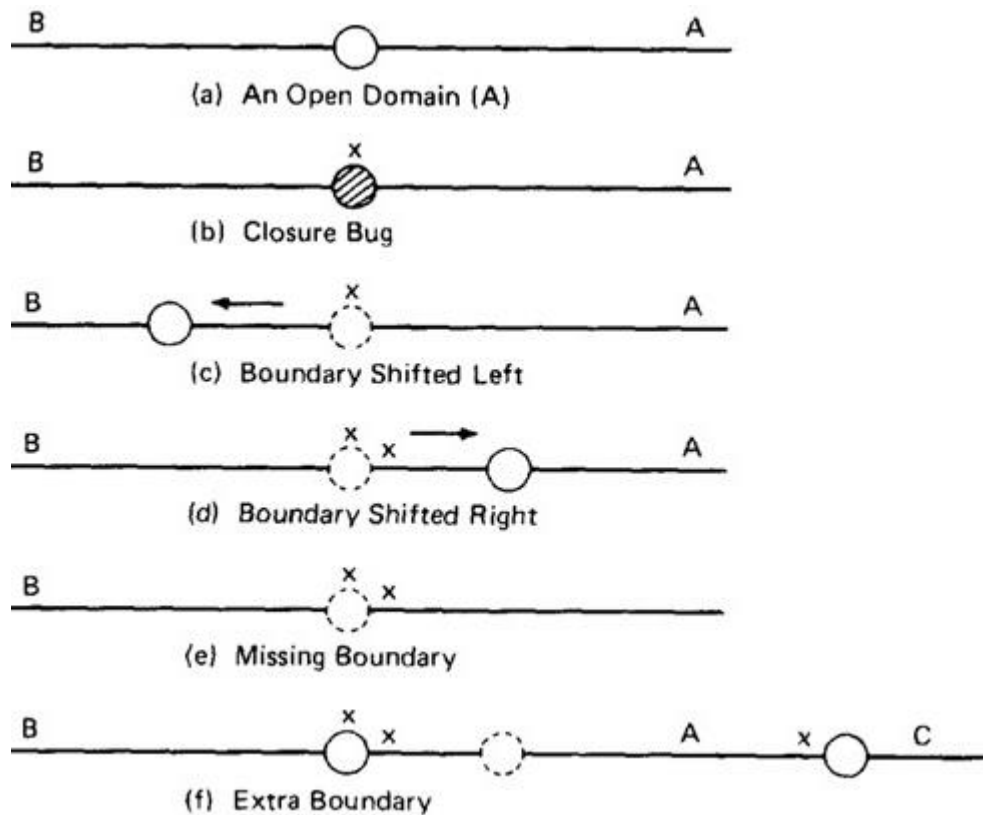 B A
(a) An Open Domain (A)
x
B A
(b) Closure Bug
x
B A
(c) Boundary Shifted Left
x
B x A
(d) Boundary Shifted Right
x
B x
(e) Missing Boundary
x
B x A x C
(f) Extra Boundary